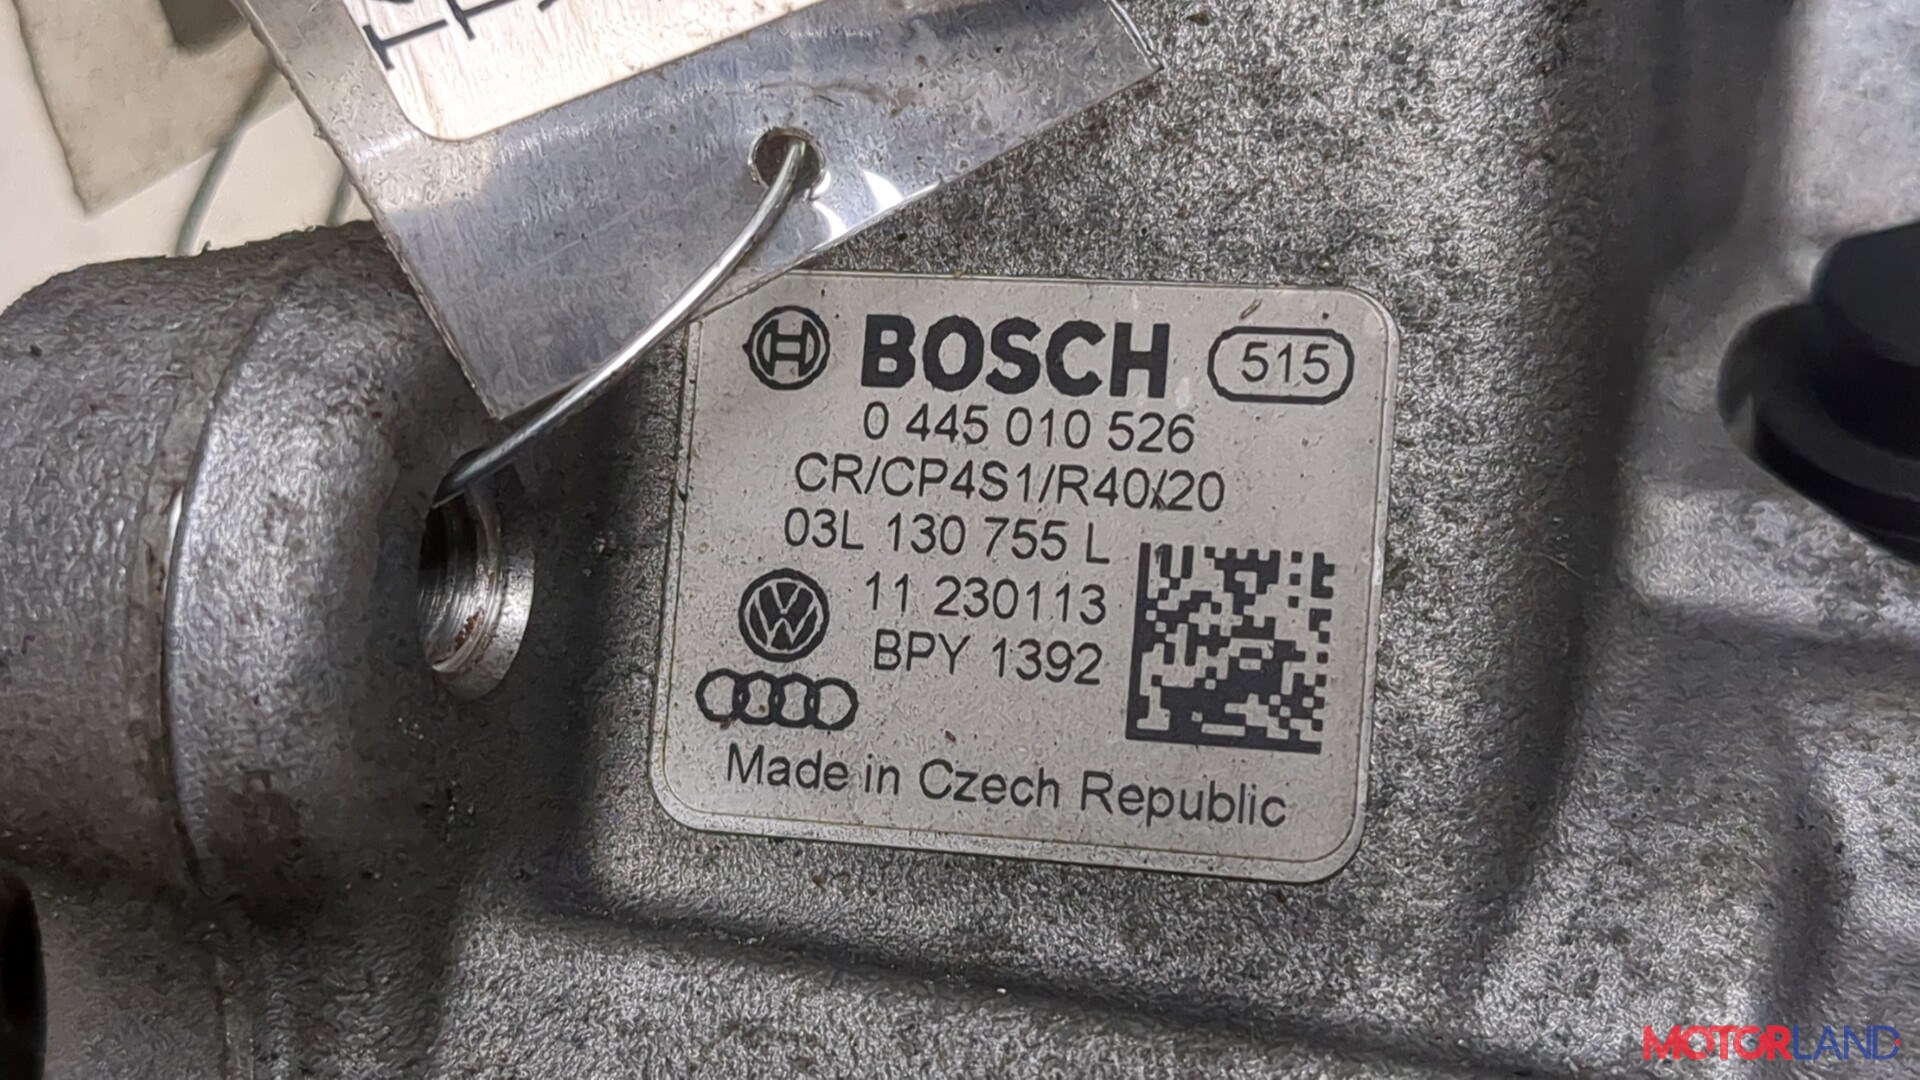 BOSCH 515
0 445 010 526
CR/CP4S1/R40/20
03L 130 755 L
11 230113
BPY 1392
Made in Czech Republic
MOTORLAND